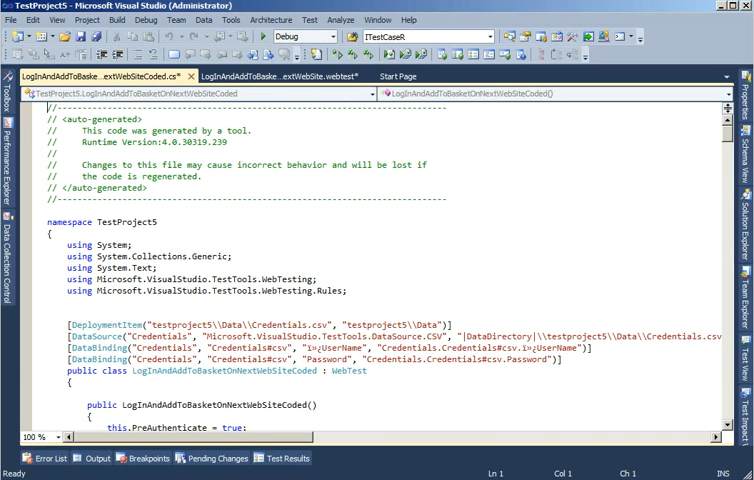 TestProject5 - Microsoft Visual Studio (Administrator)
File Edit View Project Build Debug Team Data Tools Architecture Test Analyze Window Help
Debug ITestCaseR
LogInAndAddToBaske...extWebSiteCoded.cs* LogInAndAddToBaske...extWebSite.webtest* Start Page
TestProject5.LogInAndAddToBasketOnNextWebSiteCoded LogInAndAddToBasketOnNextWebSiteCoded()
//------------------------------------------------------------------------------
// <auto-generated>
//     This code was generated by a tool.
//     Runtime Version:4.0.30319.239
//
//     Changes to this file may cause incorrect behavior and will be lost if
//     the code is regenerated.
// </auto-generated>
//------------------------------------------------------------------------------
namespace TestProject5
{
using System;
using System.Collections.Generic;
using System.Text;
using Microsoft.VisualStudio.TestTools.WebTesting;
using Microsoft.VisualStudio.TestTools.WebTesting.Rules;
[DeploymentItem("testproject5\\Data\\Credentials.csv", "testproject5\\Data")]
[DataSource("Credentials", "Microsoft.VisualStudio.TestTools.DataSource.CSV", "|DataDirectory|\\testproject5\\Data\\Credentials.csv
[DataBinding("Credentials", "Credentials#csv", "ï»¿UserName", "Credentials.Credentials#csv.ï»¿UserName")]
[DataBinding("Credentials", "Credentials#csv", "Password", "Credentials.Credentials#csv.Password")]
public class LogInAndAddToBasketOnNextWebSiteCoded : WebTest
{
public LogInAndAddToBasketOnNextWebSiteCoded()
{
this.PreAuthenticate = true;
100 %
Error List Output Breakpoints Pending Changes Test Results
Ready Ln 1 Col 1 Ch 1 INS
Toolbox
Performance Explorer
Data Collection Control
Properties
Schema View
Solution Explorer
Team Explorer
Test View
Test Impact